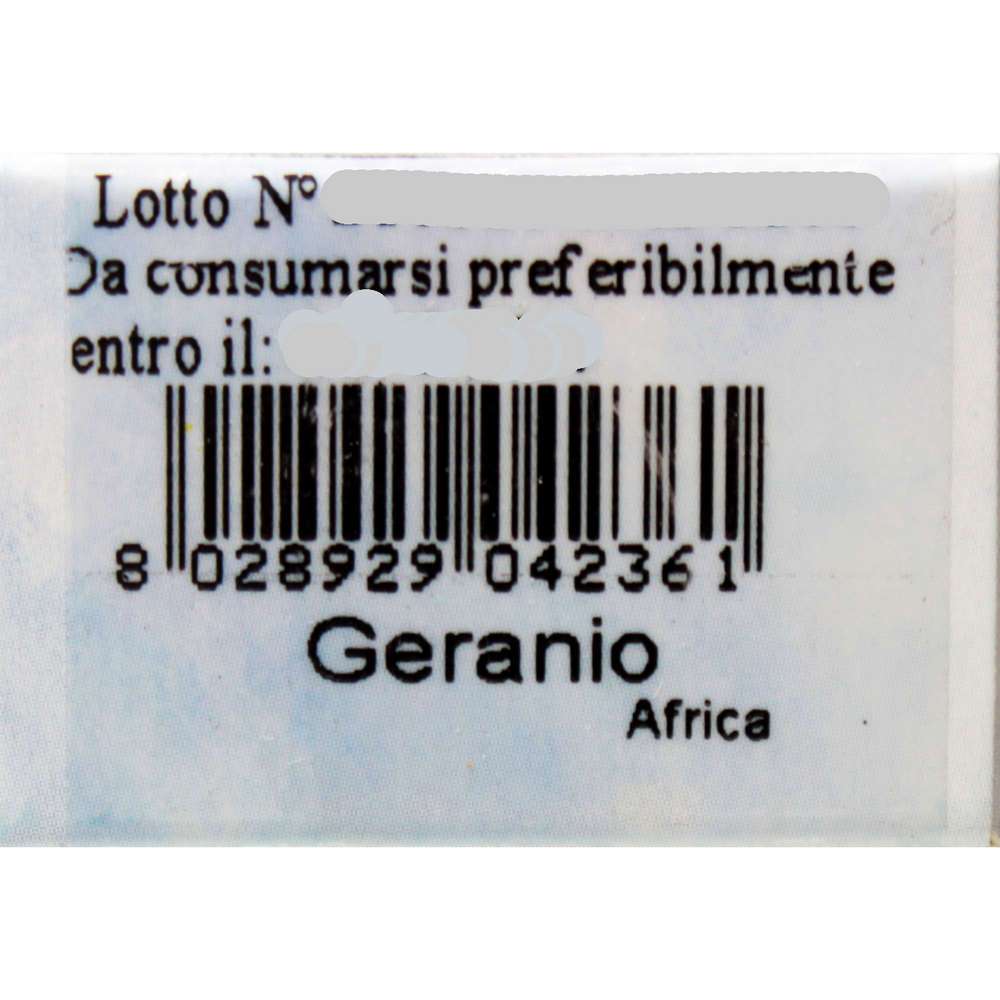 Lotto N°
Da consumarsi preferibilmente
entro il:
8 028929 042361
Geranio
Africa